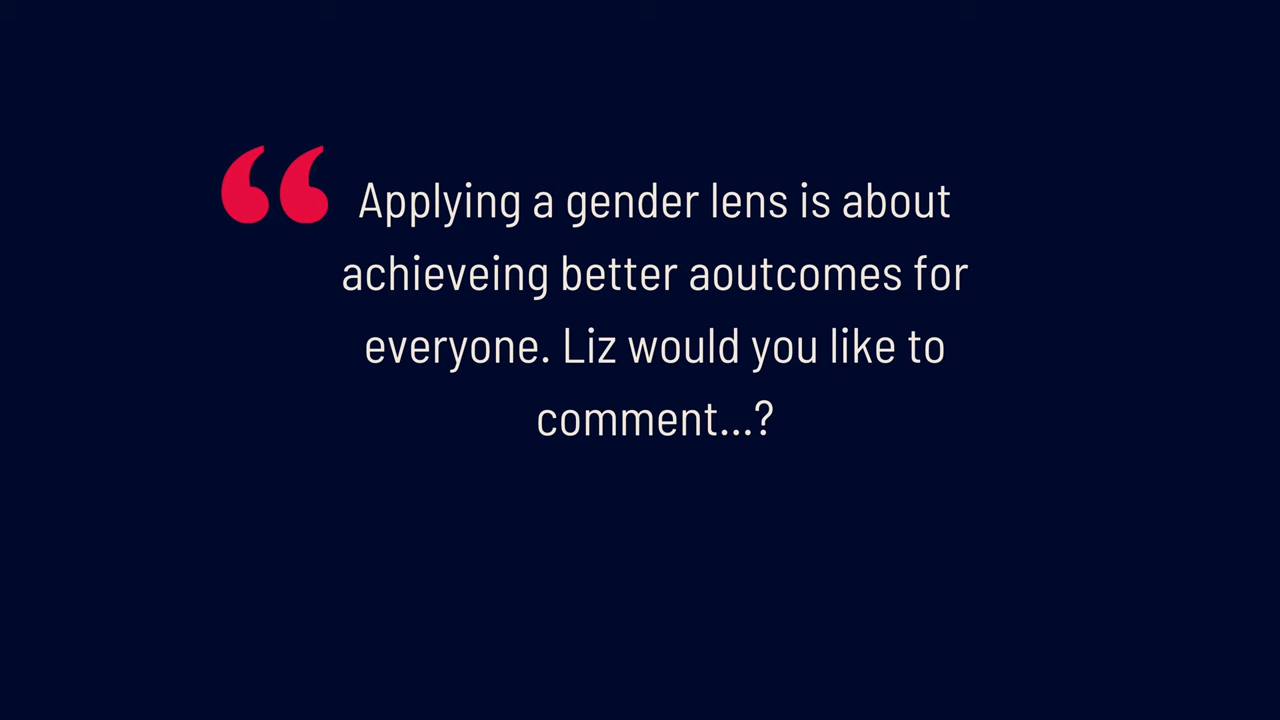 “ Applying a gender lens is about
achieveing better aoutcomes for
everyone. Liz would you like to
comment...?